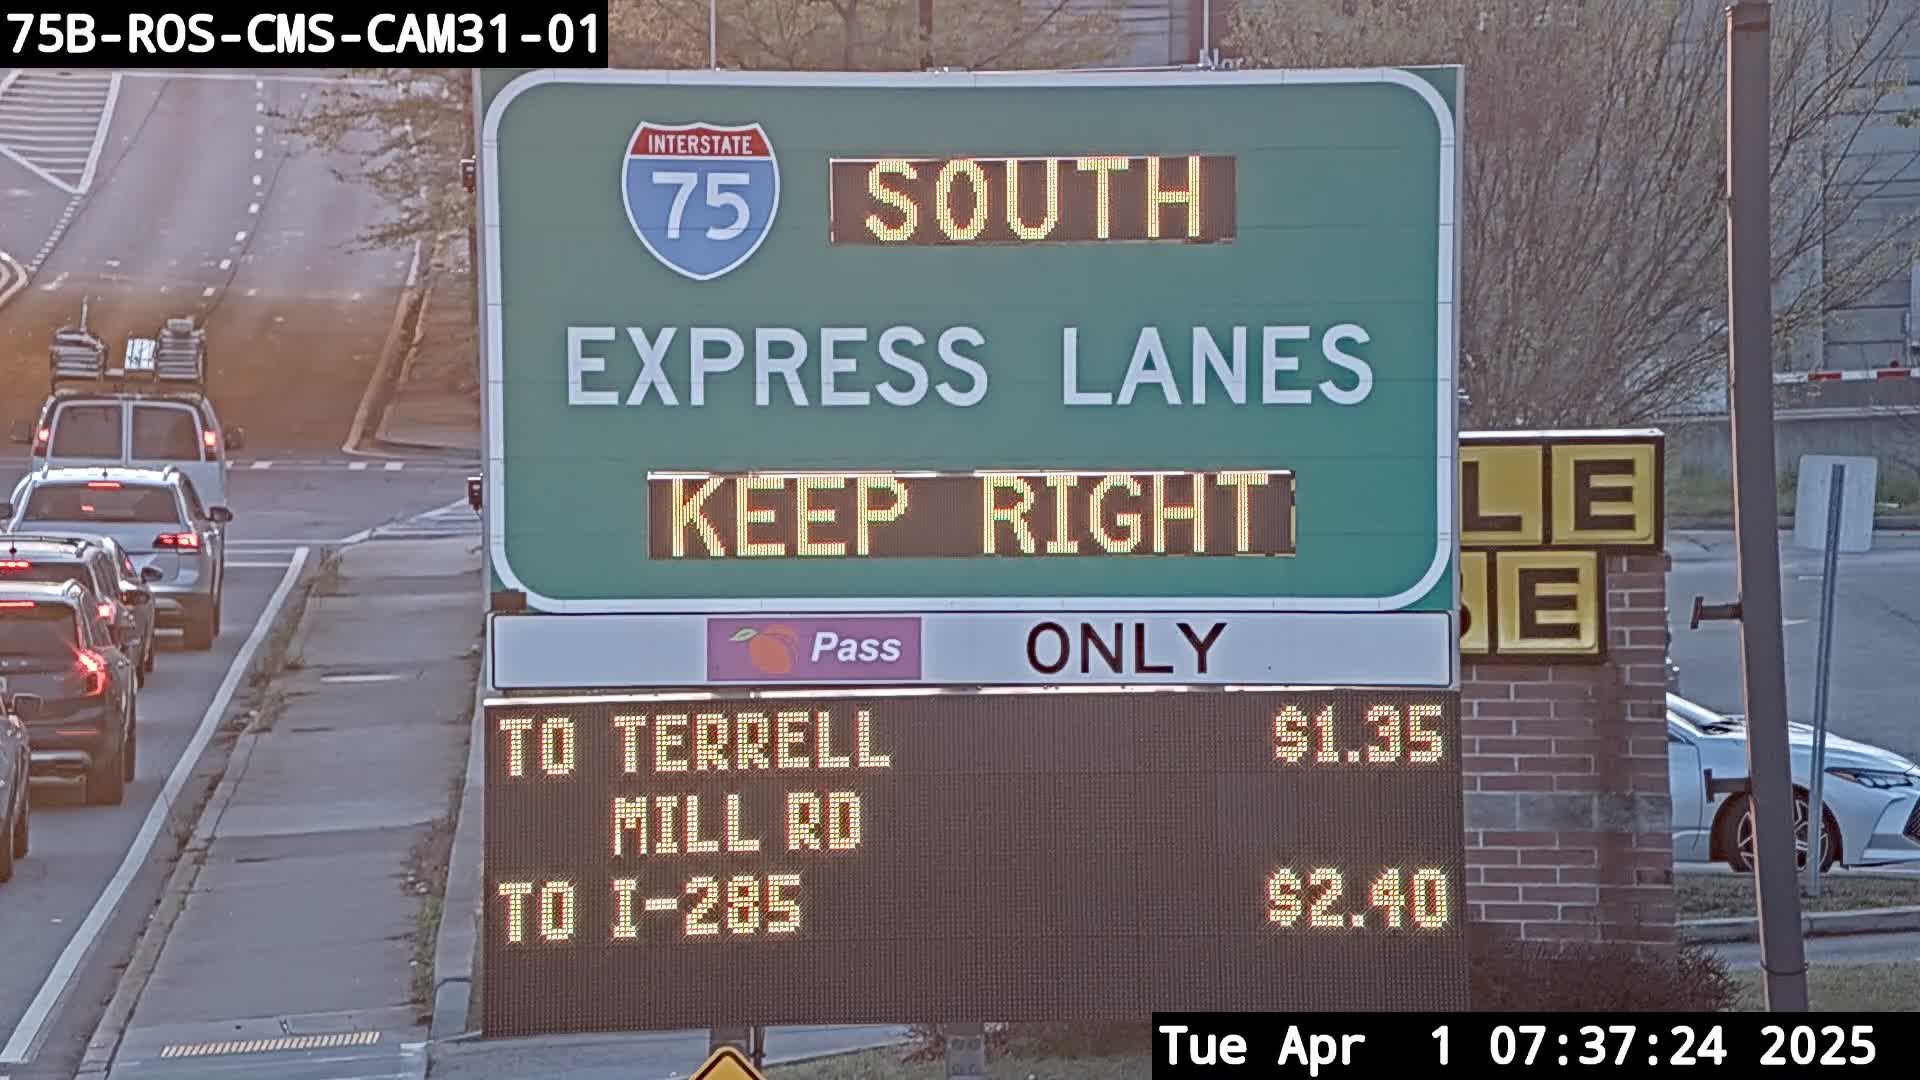 75B-ROS-CMS-CAM31-01
INTERSTATE
75
SOUTH
EXPRESS LANES
KEEP RIGHT
Pass ONLY
TO TERRELL $1.35
MILL RD
TO I-285 $2.40
LE
E
Tue Apr 1 07:37:24 2025